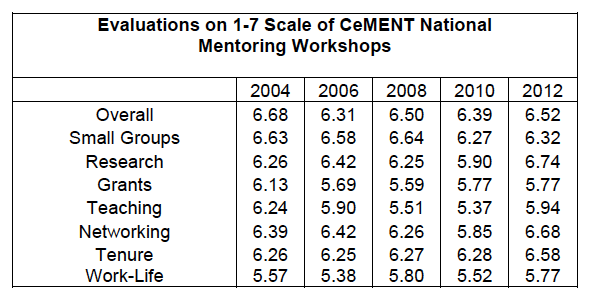 Evaluations on 1-7 Scale of CeMENT National
Mentoring Workshops
2004 2006 2008 2010 2012
Overall 6.68 6.31 6.50 6.39 6.52
Small Groups 6.63 6.58 6.64 6.27 6.32
Research 6.26 6.42 6.25 5.90 6.74
Grants 6.13 5.69 5.59 5.77 5.77
Teaching 6.24 5.90 5.51 5.37 5.94
Networking 6.39 6.42 6.26 5.85 6.68
Tenure 6.26 6.25 6.27 6.28 6.58
Work-Life 5.57 5.38 5.80 5.52 5.77